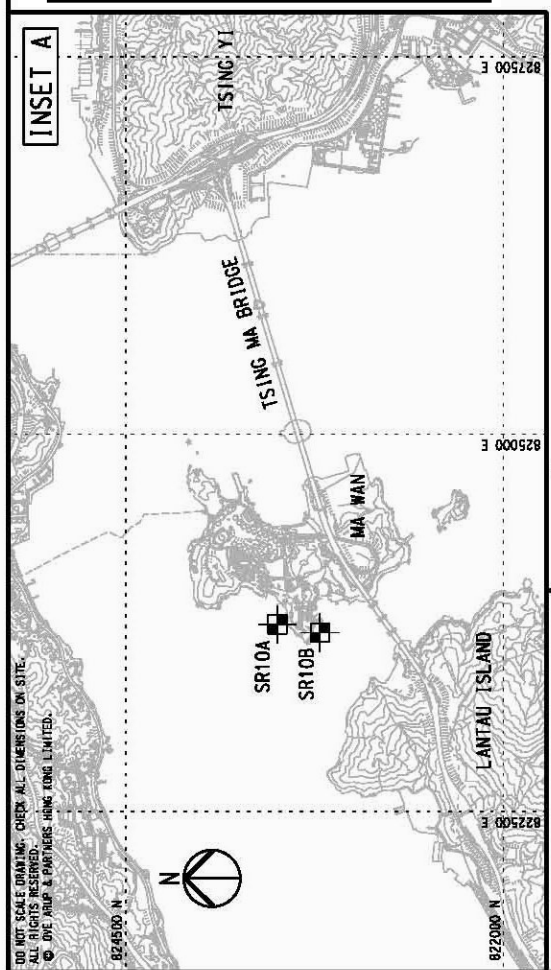 INSET A
DO NOT SCALE DRAWING. CHECK ALL DIMENSIONS ON SITE.
ALL RIGHTS RESERVED.
© OVE ARUP & PARTNERS HONG KONG LIMITED.
N
824500 N
822000 N
822500 E
825000 E
827500 E
TSING YI
TSING MA BRIDGE
MA WAN
SR10A
SR10B
LANTAU ISLAND